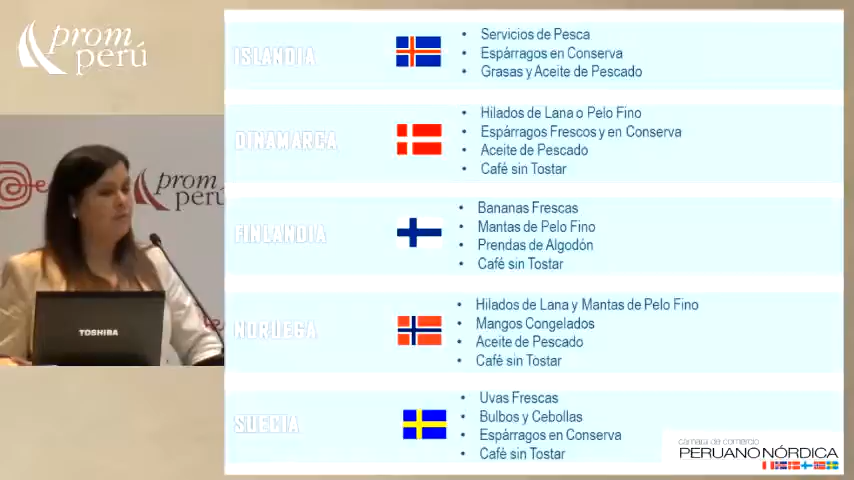 prom
perú
prom
perú
TOSHIBA
ISLANDIA
• Servicios de Pesca
• Espárragos en Conserva
• Grasas y Aceite de Pescado
DINAMARCA
• Hilados de Lana o Pelo Fino
• Espárragos Frescos y en Conserva
• Aceite de Pescado
• Café sin Tostar
FINLANDIA
• Bananas Frescas
• Mantas de Pelo Fino
• Prendas de Algodón
• Café sin Tostar
NORUEGA
• Hilados de Lana y Mantas de Pelo Fino
• Mangos Congelados
• Aceite de Pescado
• Café sin Tostar
SUECIA
• Uvas Frescas
• Bulbos y Cebollas
• Espárragos en Conserva
• Café sin Tostar
cámara de comercio
PERUANO NÓRDICA